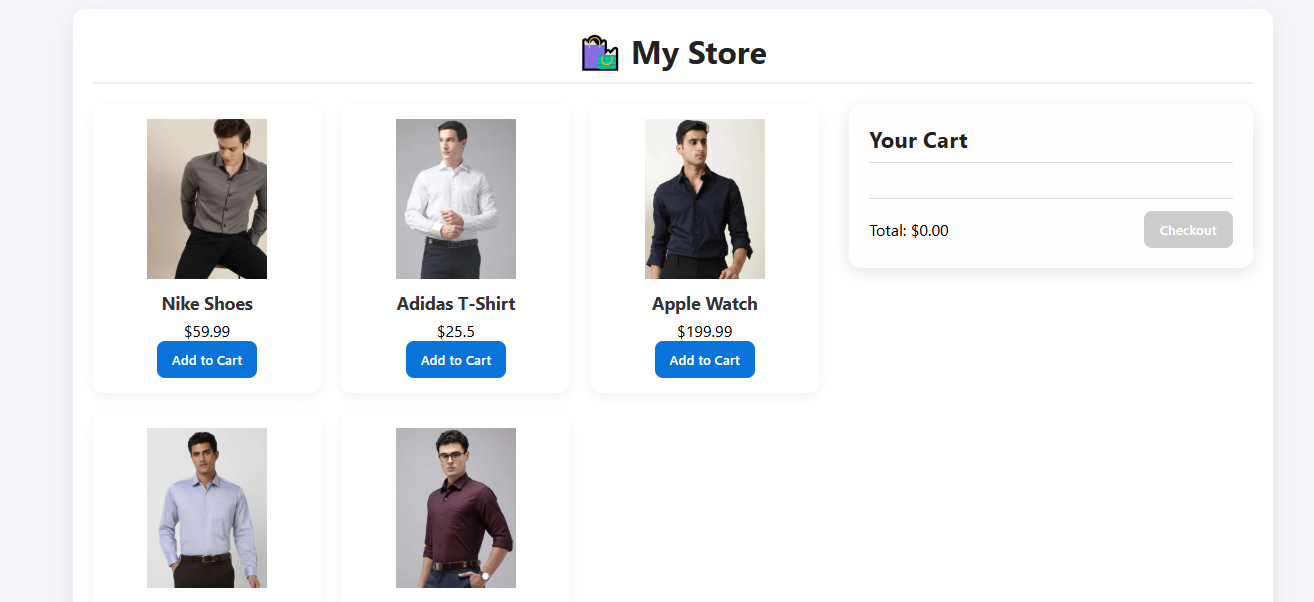 My Store
Nike Shoes
$59.99
Add to Cart
Adidas T-Shirt
$25.5
Add to Cart
Apple Watch
$199.99
Add to Cart
Your Cart
Total: $0.00
Checkout